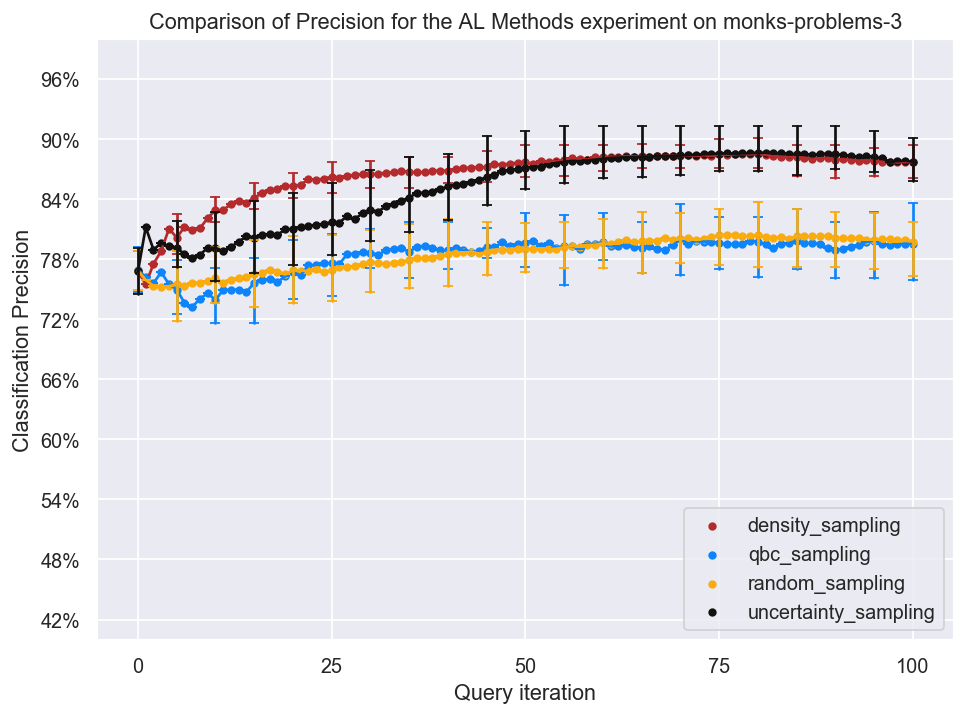 Comparison of Precision for the AL Methods experiment on monks-problems-3
Classification Precision
96%
90%
84%
78%
72%
66%
60%
54%
48%
42%
density_sampling
qbc_sampling
random_sampling
uncertainty_sampling
0 25 50 75 100
Query iteration